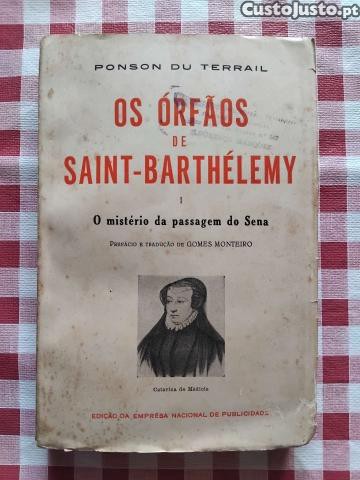 CustoJusto.pt
PONSON DU TERRAIL
OS ÓRFÃOS
DE
SAINT-BARTHÉLEMY
I
O mistério da passagem do Sena
PREFÁCIO E TRADUÇÃO DE GOMES MONTEIRO
Catarina de Médicis
EDIÇÃO DA EMPRÊSA NACIONAL DE PUBLICIDADE